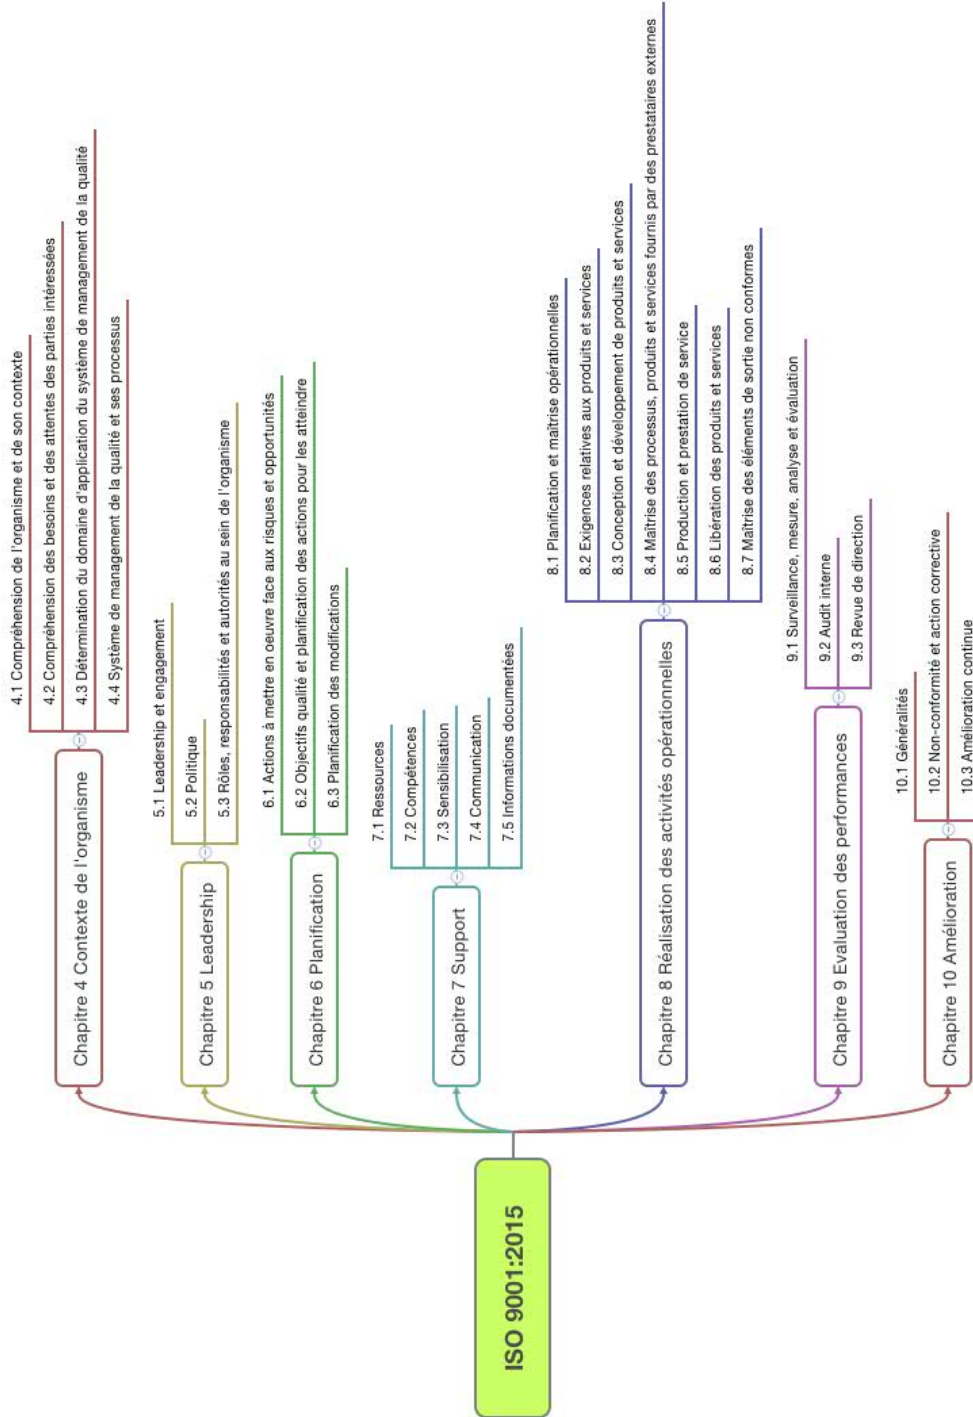 ISO 9001:2015
Chapitre 4 Contexte de l'organisme
4.1 Compréhension de l'organisme et de son contexte
4.2 Compréhension des besoins et des attentes des parties intéressées
4.3 Détermination du domaine d'application du système de management de la qualité
4.4 Système de management de la qualité et ses processus
Chapitre 5 Leadership
5.1 Leadership et engagement
5.2 Politique
5.3 Rôles, responsabilités et autorités au sein de l'organisme
Chapitre 6 Planification
6.1 Actions à mettre en oeuvre face aux risques et opportunités
6.2 Objectifs qualité et planification des actions pour les atteindre
6.3 Planification des modifications
Chapitre 7 Support
7.1 Ressources
7.2 Compétences
7.3 Sensibilisation
7.4 Communication
7.5 Informations documentées
Chapitre 8 Réalisation des activités opérationnelles
8.1 Planification et maîtrise opérationnelles
8.2 Exigences relatives aux produits et services
8.3 Conception et développement de produits et services
8.4 Maîtrise des processus, produits et services fournis par des prestataires externes
8.5 Production et prestation de service
8.6 Libération des produits et services
8.7 Maîtrise des éléments de sortie non conformes
Chapitre 9 Evaluation des performances
9.1 Surveillance, mesure, analyse et évaluation
9.2 Audit interne
9.3 Revue de direction
Chapitre 10 Amélioration
10.1 Généralités
10.2 Non-conformité et action corrective
10.3 Amélioration continue